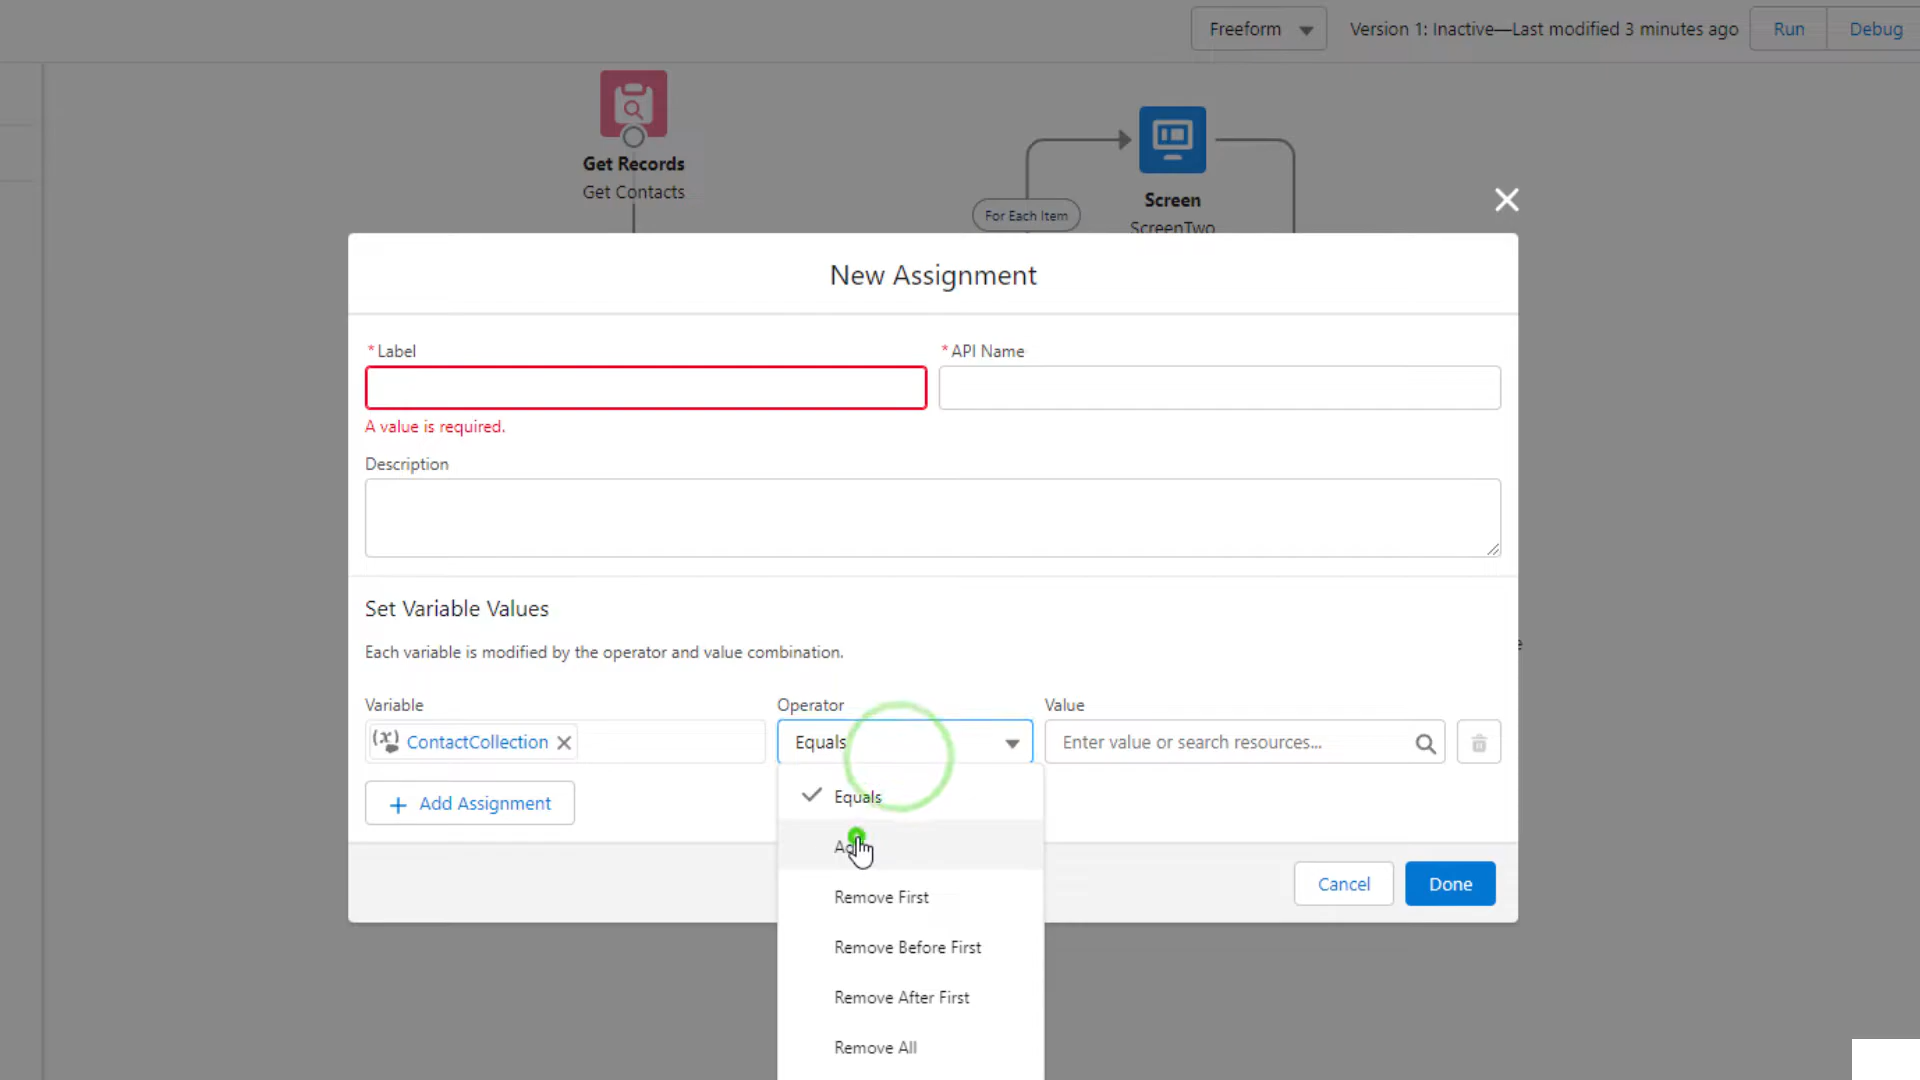 Freeform
Version 1: Inactive—Last modified 3 minutes ago
Run
Debug
Get Records
Get Contacts
For Each Item
Screen
ScreenTwo
New Assignment
*Label
*API Name
A value is required.
Description
Set Variable Values
Each variable is modified by the operator and value combination.
Variable
Operator
Value
ContactCollection
Equals
Enter value or search resources...
+ Add Assignment
Equals
Remove First
Remove Before First
Remove After First
Remove All
Cancel
Done